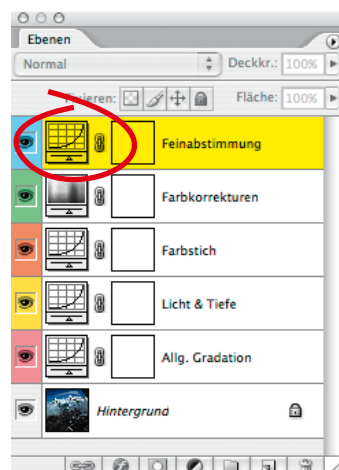 Ebenen
Normal Deckkr.: 100%
Fixieren: Fläche: 100%
Feinabstimmung
Farbkorrekturen
Farbstich
Licht & Tiefe
Allg. Gradation
Hintergrund